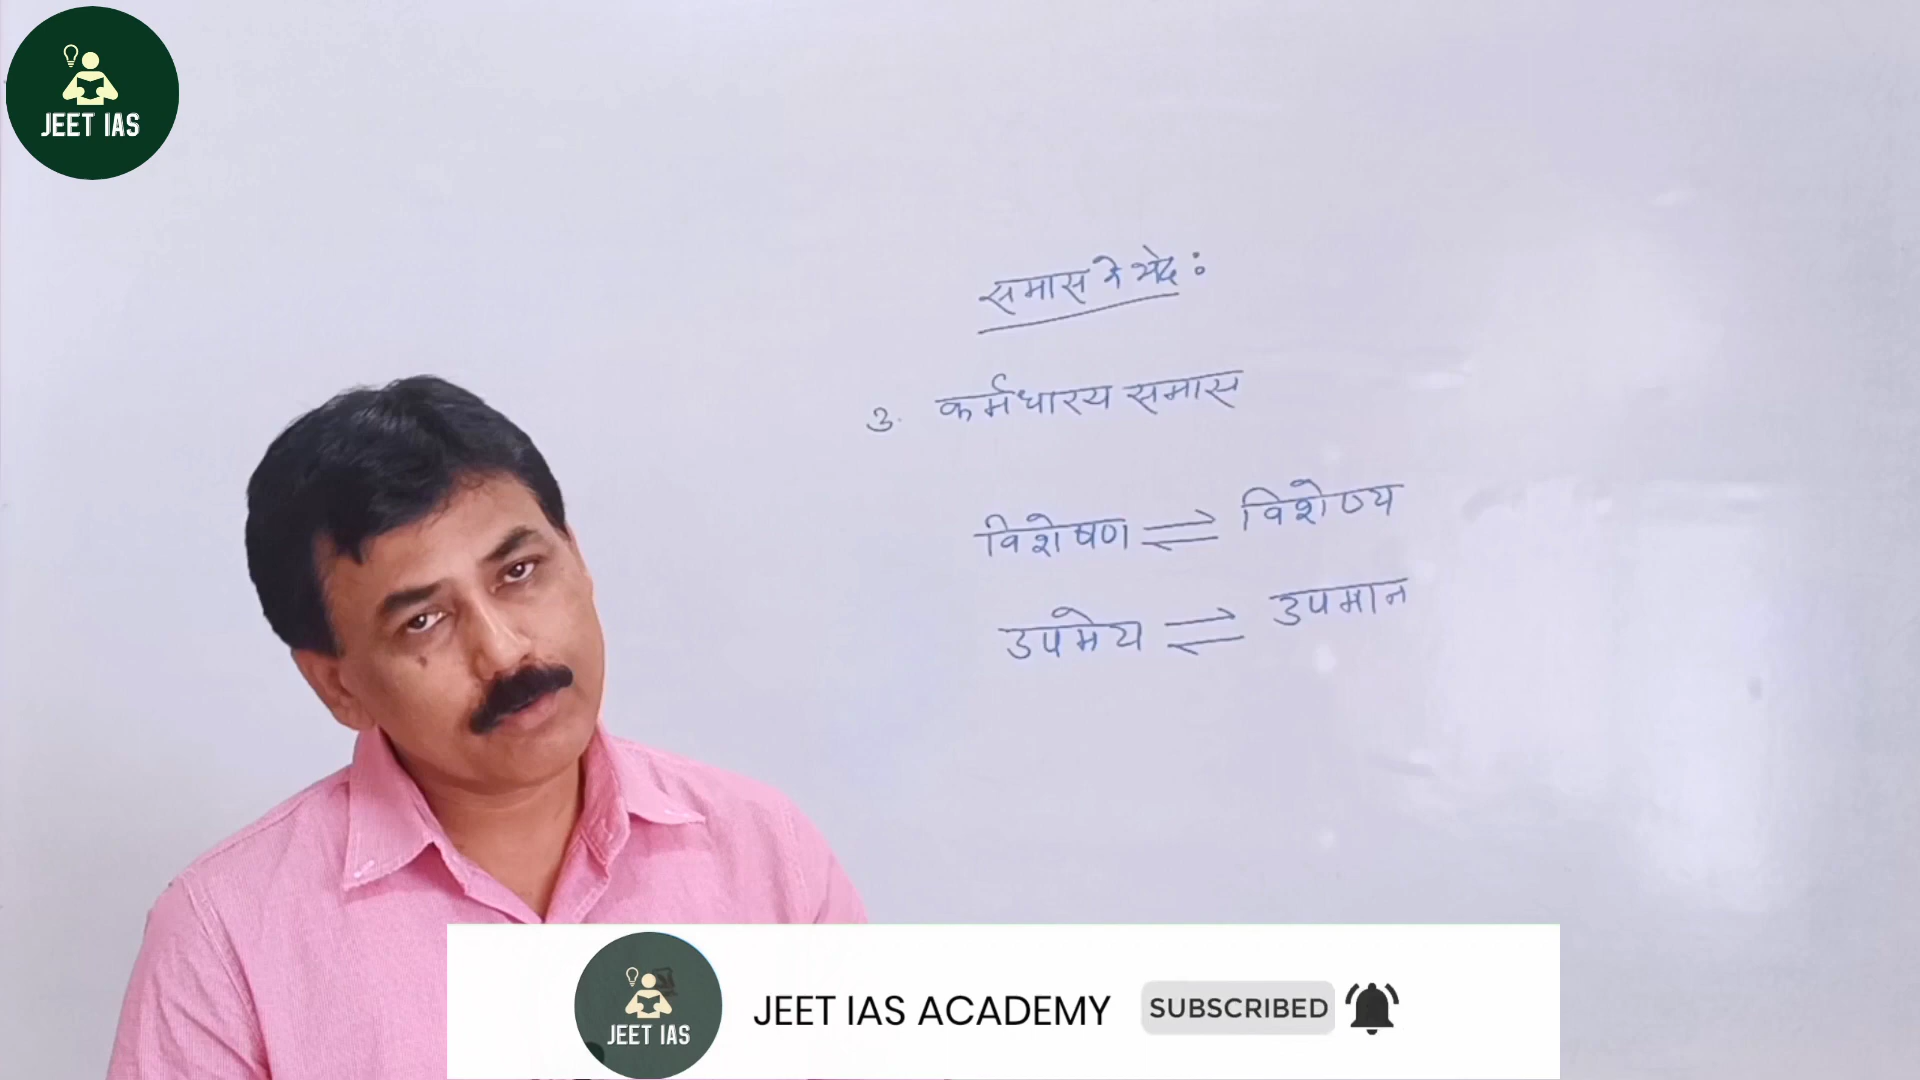 JEET IAS
समास के भेद :
3. कर्मधारय समास
विशेषण ⇌ विशेष्य
उपमेय ⇌ उपमान
JEET IAS
JEET IAS ACADEMY
SUBSCRIBED